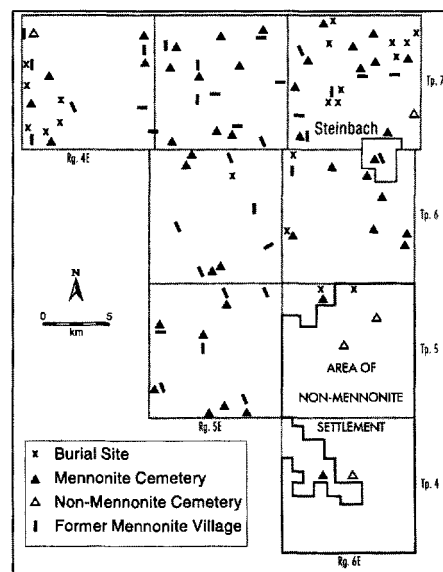 Tp. 7
Steinbach
Rg. 4E
Tp. 6
N
0 5
km
Tp. 5
AREA OF
NON-MENNONITE
SETTLEMENT
Rg. 5E
Burial Site
Mennonite Cemetery
Non-Mennonite Cemetery
Former Mennonite Village
Tp. 4
Rg. 6E